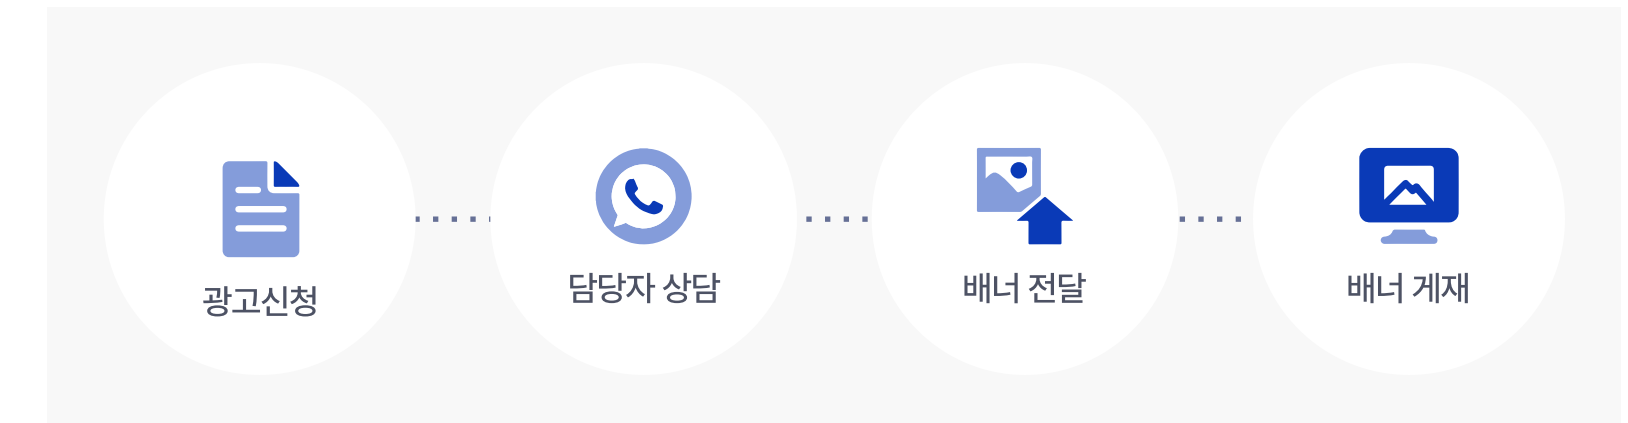 광고신청
담당자 상담
배너 전달
배너 게재